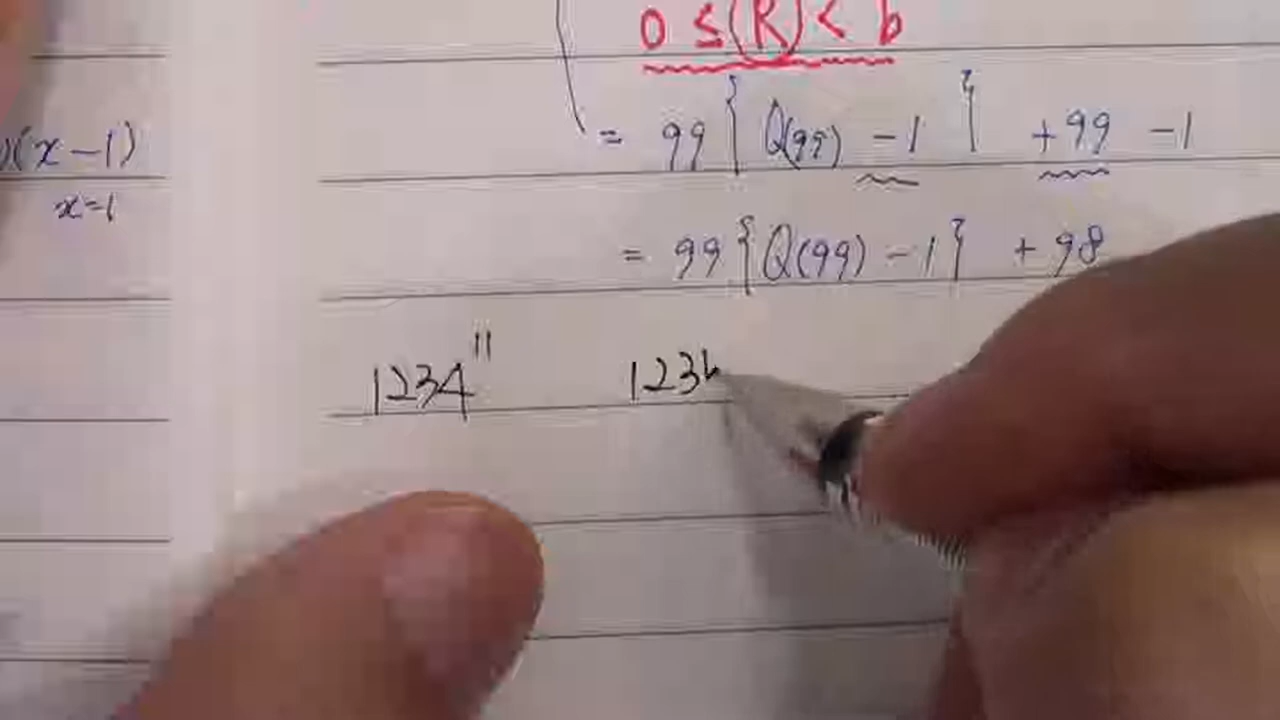 0 ≤ (R) < b
)(x-1)
x=1
= 99{Q(99) -1} +99 -1
= 99{Q(99) -1} + 98
1234¹¹ 123